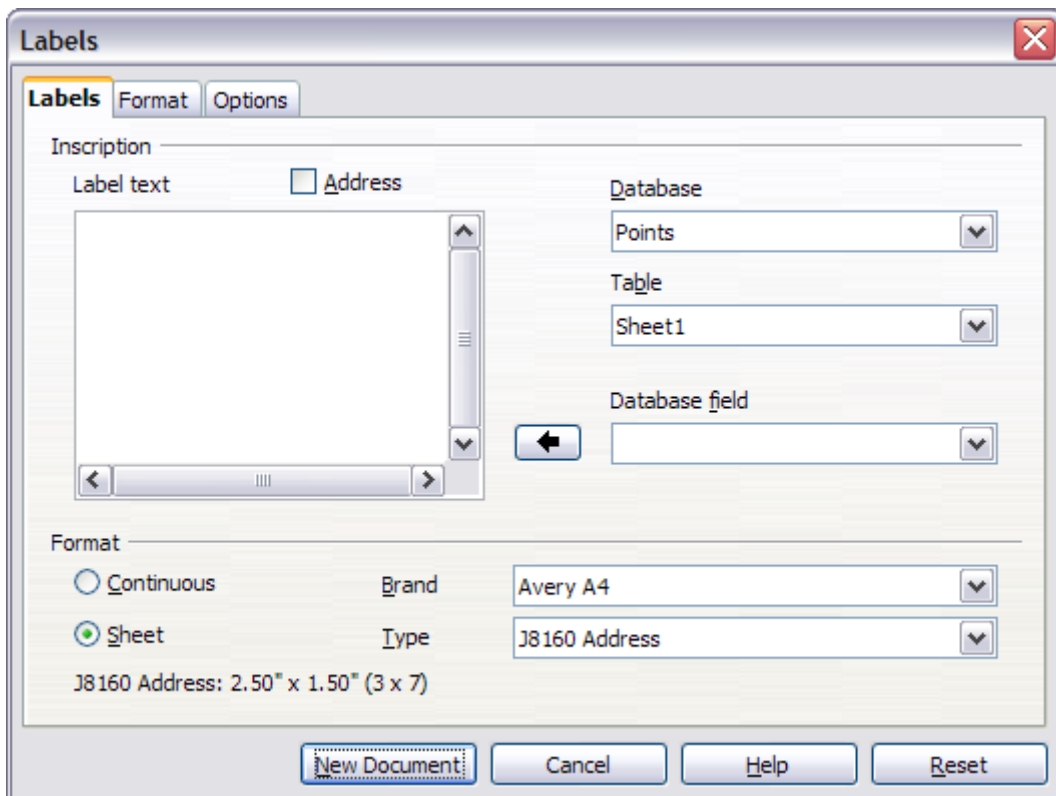 Labels
Labels Format Options
Inscription
Label text Address
Database
Points
Table
Sheet1
Database field
Format
Continuous Brand Avery A4
Sheet Type J8160 Address
J8160 Address: 2.50" x 1.50" (3 x 7)
New Document Cancel Help Reset